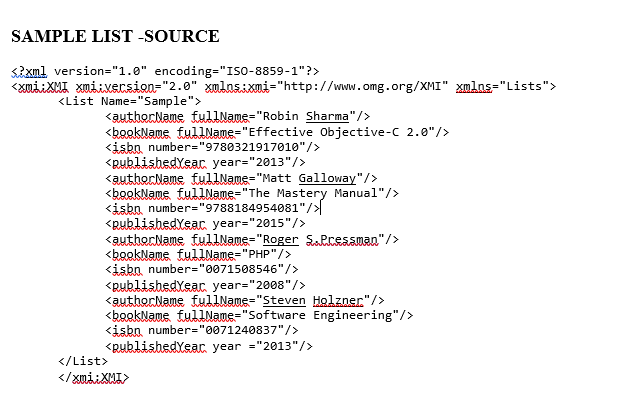 SAMPLE LIST -SOURCE
<?xml version="1.0" encoding="ISO-8859-1"?>
<xmi:XMI xmi:version="2.0" xmlns:xmi="http://www.omg.org/XMI" xmlns="Lists">
<List Name="Sample">
<authorName fullName="Robin Sharma"/>
<bookName fullName="Effective Objective-C 2.0"/>
<isbn number="9780321917010"/>
<publishedYear year="2013"/>
<authorName fullName="Matt Galloway"/>
<bookName fullName="The Mastery Manual"/>
<isbn number="9788184954081"/>
<publishedYear year="2015"/>
<authorName fullName="Roger S.Pressman"/>
<bookName fullName="PHP"/>
<isbn number="0071508546"/>
<publishedYear year="2008"/>
<authorName fullName="Steven Holzner"/>
<bookName fullName="Software Engineering"/>
<isbn number="0071240837"/>
<publishedYear year ="2013"/>
</List>
</xmi:XMI>